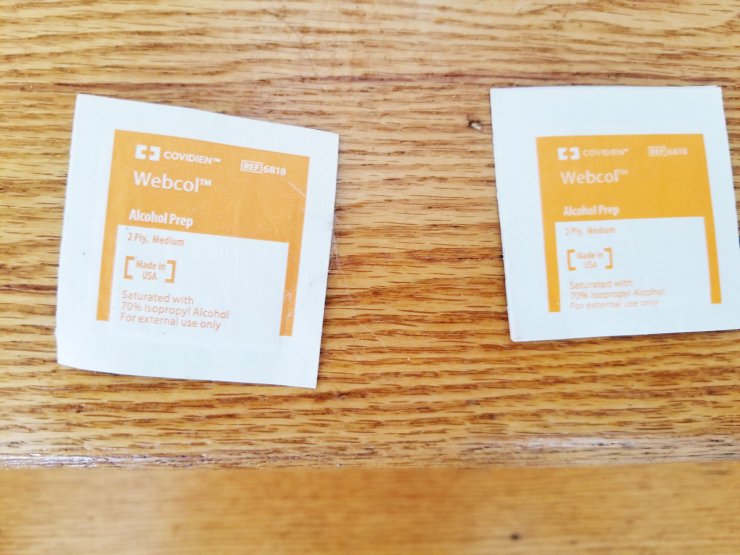 COVIDIEN™ REF 6818
Webcol™
Alcohol Prep
2 Ply, Medium
Made in
USA
Saturated with
70% Isopropyl Alcohol
For external use only
COVIDIEN™ REF 6818
Webcol™
Alcohol Prep
2 Ply, Medium
Made in
USA
Saturated with
70% Isopropyl Alcohol
For external use only